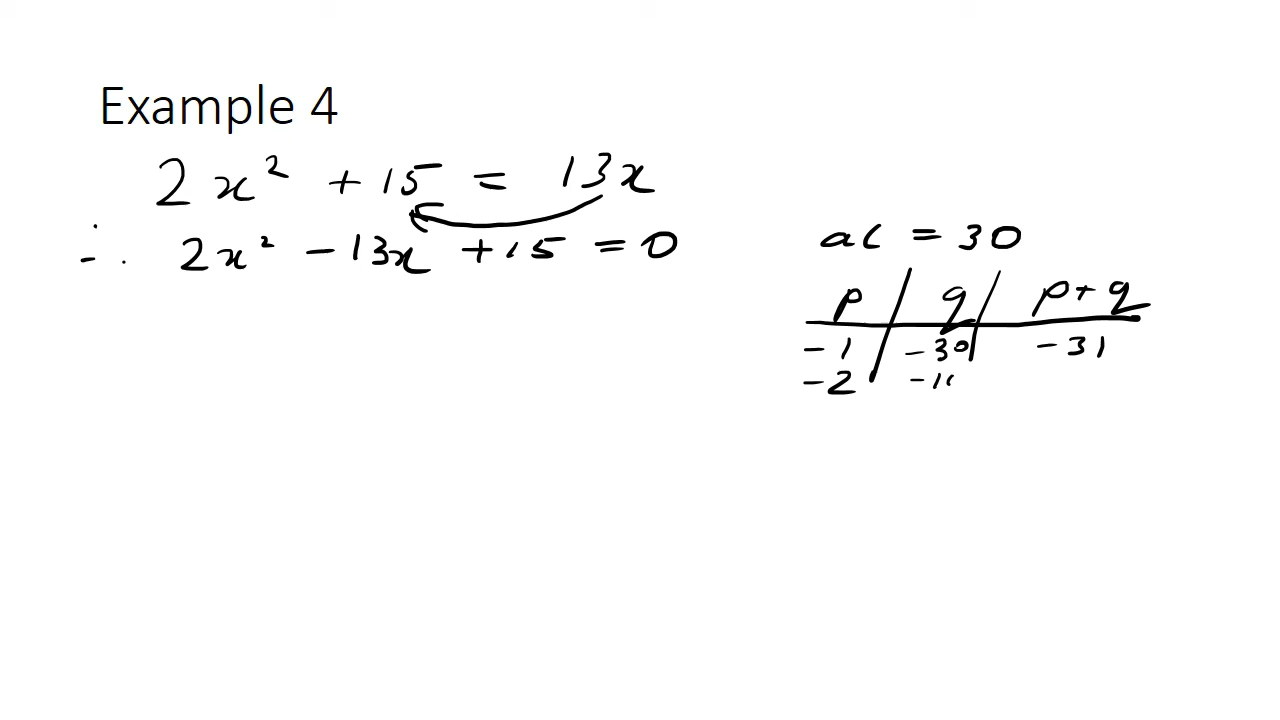 Example 4
2x² + 15 = 13x
∴ 2x² - 13x + 15 = 0
ac = 30
p q p+q
-1 -30 -31
-2